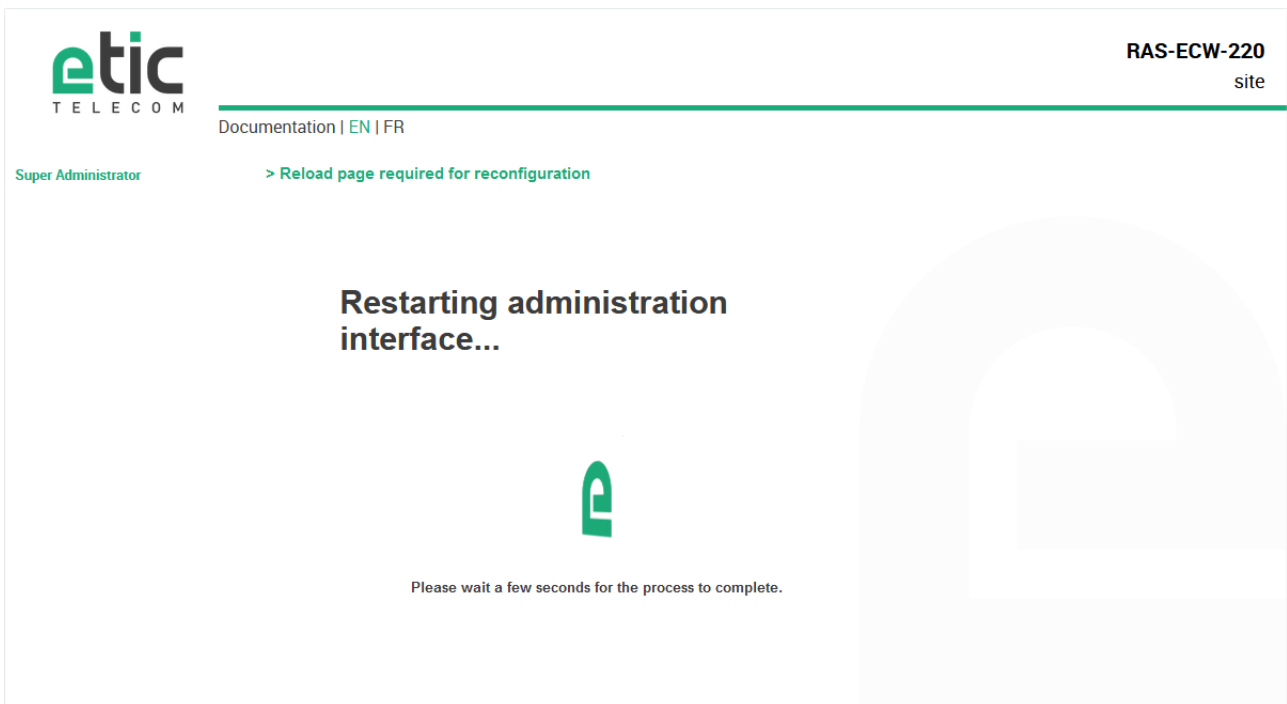 etic
TELECOM
RAS-ECW-220
site
Documentation | EN | FR
Super Administrator
> Reload page required for reconfiguration
Restarting administration
interface...
Please wait a few seconds for the process to complete.